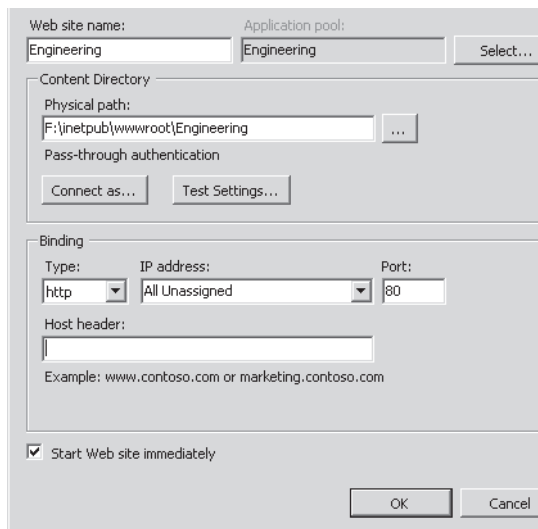 Web site name: Application pool:
Engineering Engineering Select...
Content Directory
Physical path:
F:\inetpub\wwwroot\Engineering ...
Pass-through authentication
Connect as... Test Settings...
Binding
Type: IP address: Port:
http All Unassigned 80
Host header:
Example: www.contoso.com or marketing.contoso.com
Start Web site immediately
OK Cancel